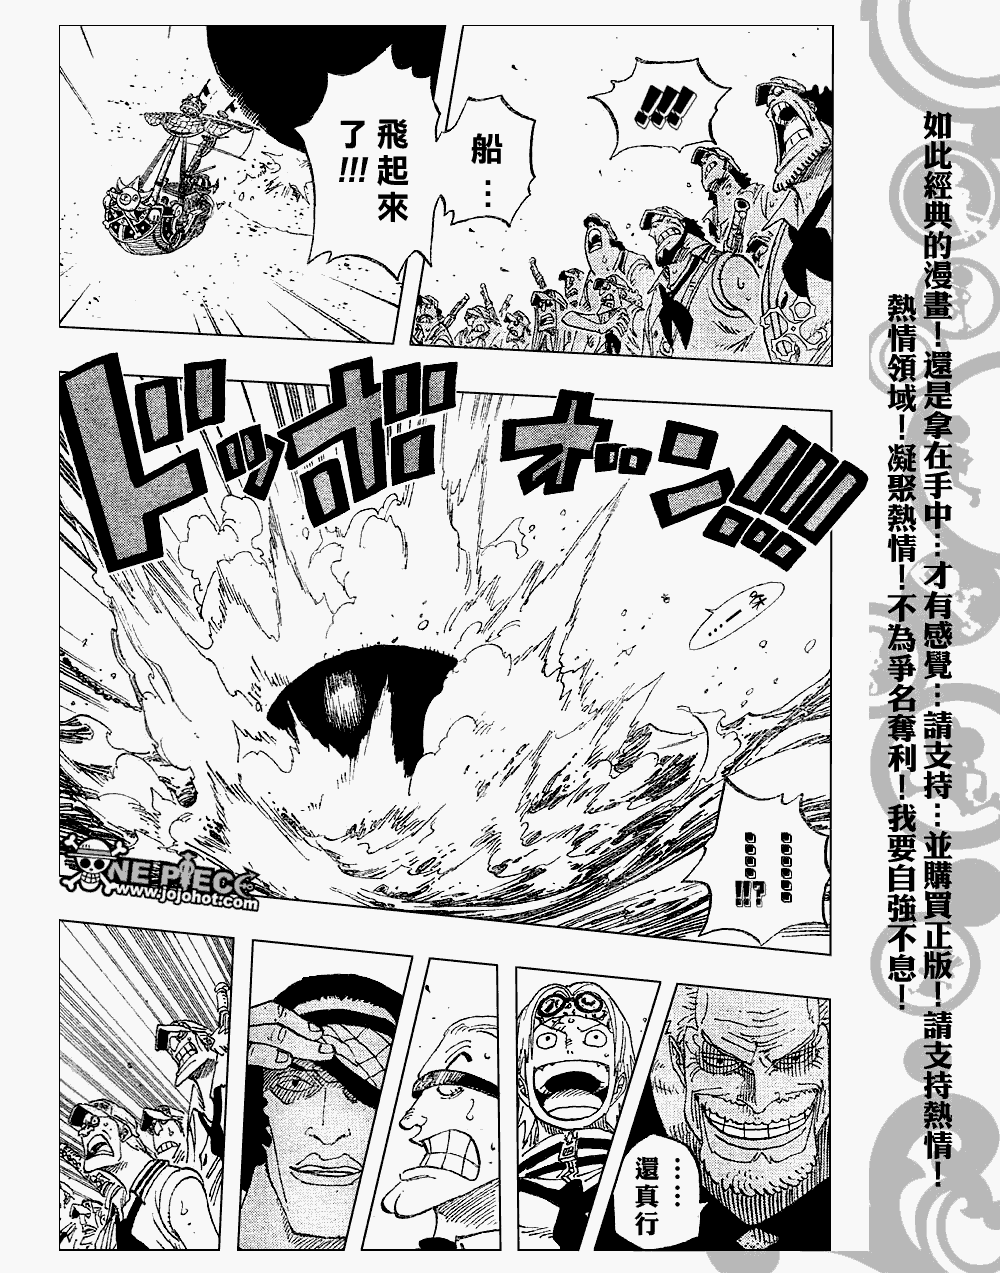 !!!
船…
飛起來
了!!!
ドッボオーン!!!!
……
……!!?
ONE PIECE
www.jojohot.com
……
還真行
如此經典的漫畫！還是拿在手中…才有感覺…請支持…並購買正版！請支持熱情！
熱情領域！凝聚熱情！不為爭名奪利！我要自強不息！